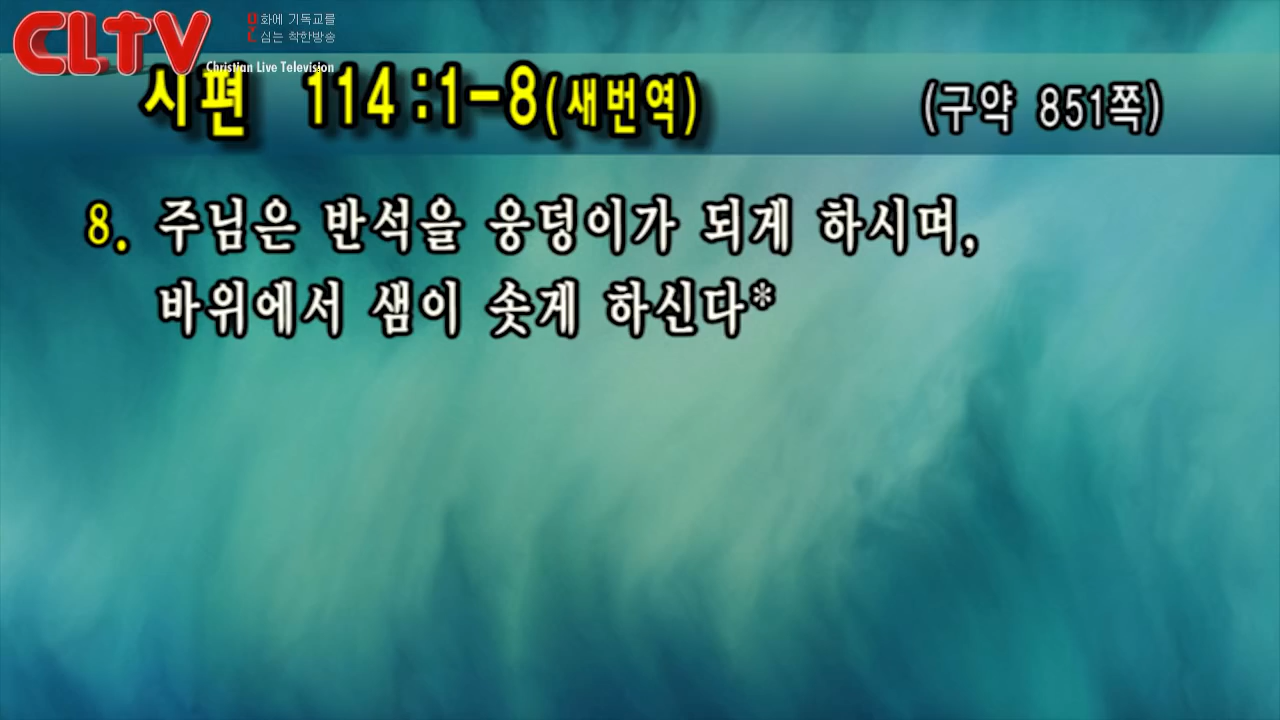 CLTV
문화에 기독교를
심는 착한방송
Christian Live Television
시편 114:1-8(새번역)
(구약 851쪽)
8. 주님은 반석을 웅덩이가 되게 하시며,
바위에서 샘이 솟게 하신다*